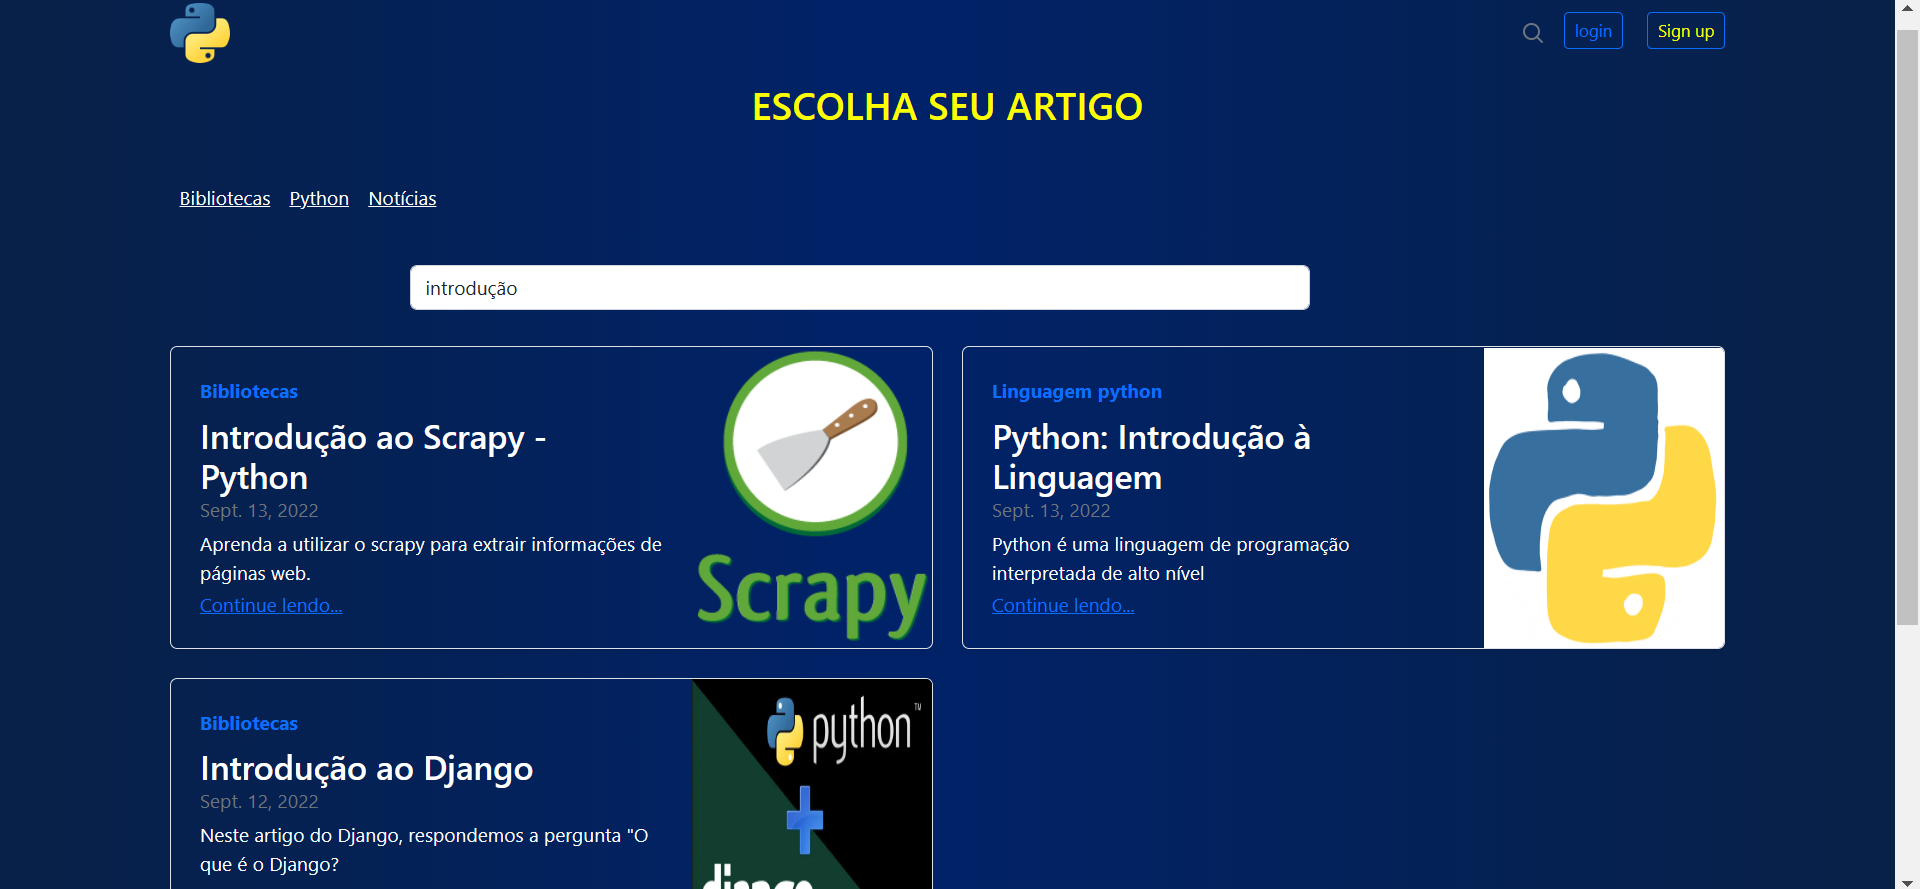 login
Sign up
ESCOLHA SEU ARTIGO
Bibliotecas
Python
Notícias
introdução
Bibliotecas
Introdução ao Scrapy -
Python
Sept. 13, 2022
Aprenda a utilizar o scrapy para extrair informações de
páginas web.
Continue lendo...
Scrapy
Linguagem python
Python: Introdução à
Linguagem
Sept. 13, 2022
Python é uma linguagem de programação
interpretada de alto nível
Continue lendo...
Bibliotecas
Introdução ao Django
Sept. 12, 2022
Neste artigo do Django, respondemos a pergunta "O
que é o Django?
python™
django